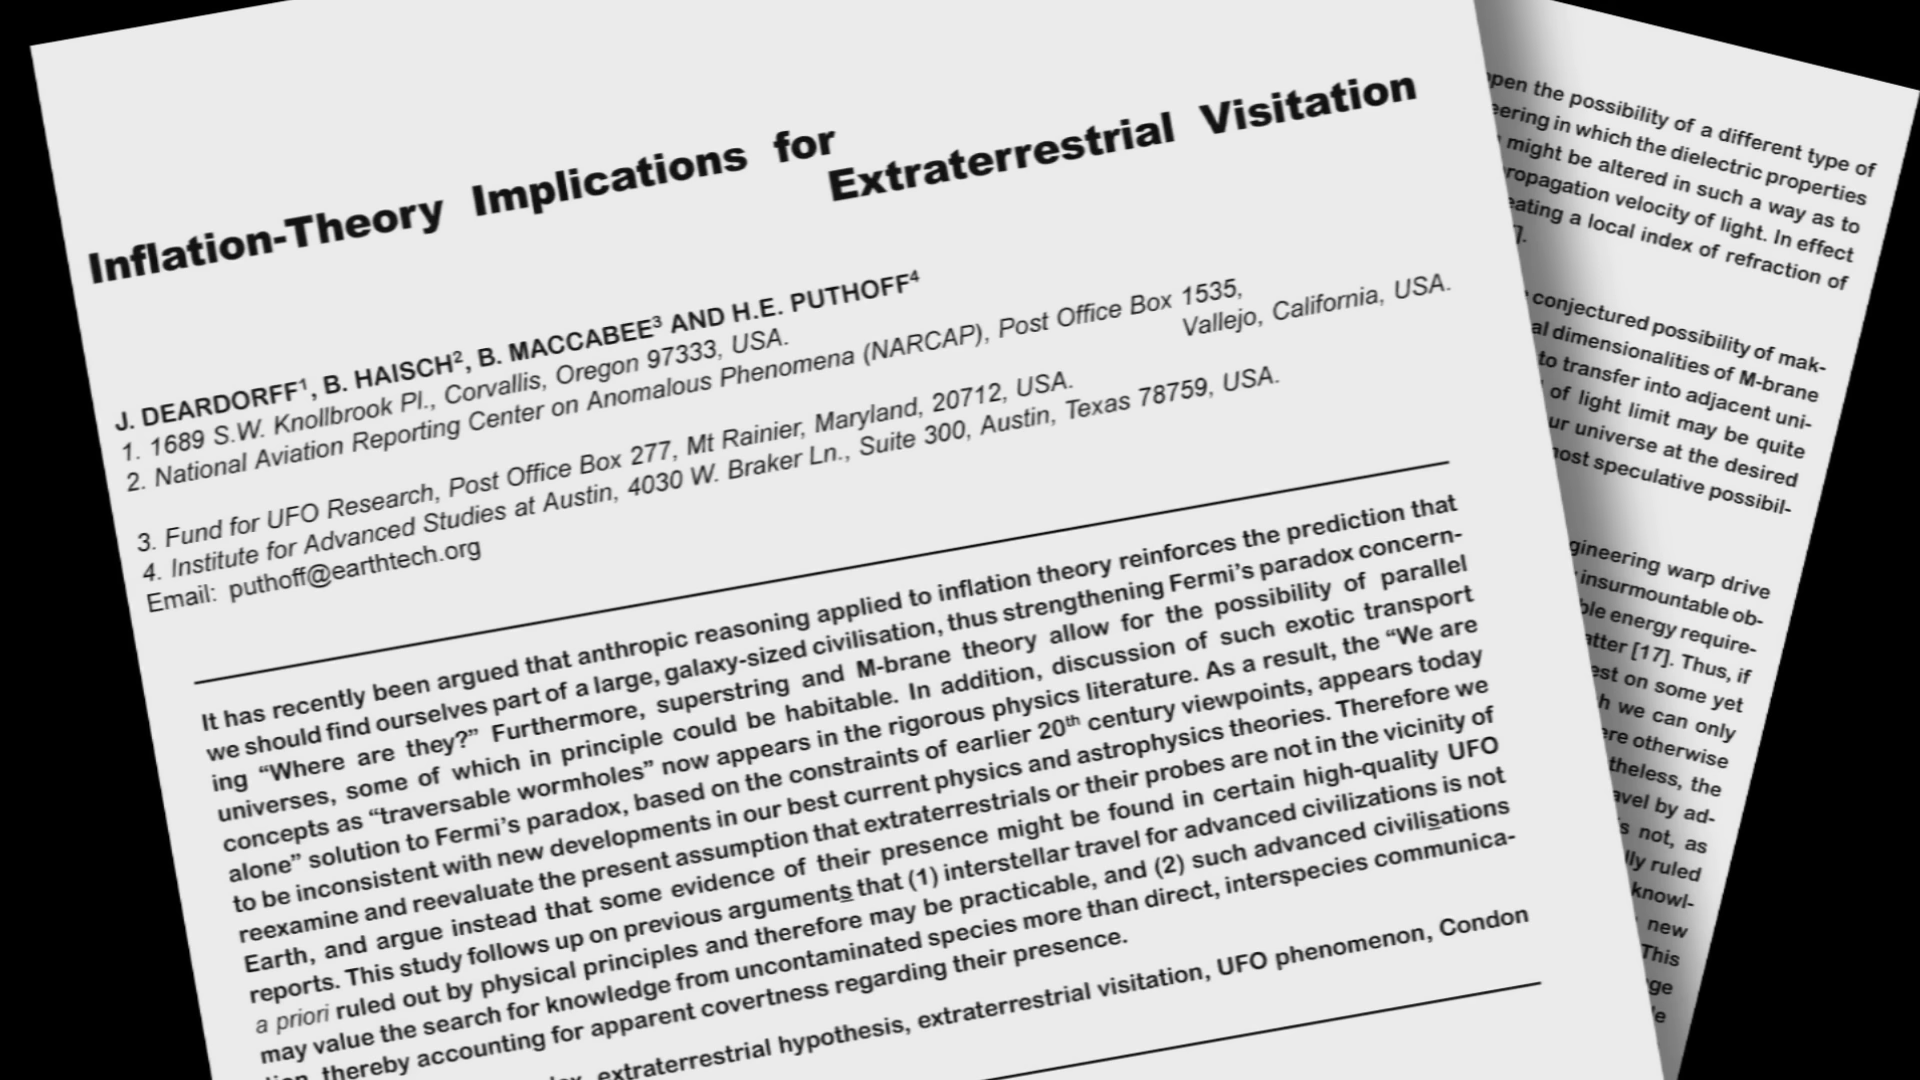 Inflation-Theory Implications for
Extraterrestrial Visitation
J. DEARDORFF¹, B. HAISCH², B. MACCABEE³ AND H.E. PUTHOFF⁴
1. 1689 S.W. Knollbrook Pl., Corvallis, Oregon 97333, USA.
2. National Aviation Reporting Center on Anomalous Phenomena (NARCAP), Post Office Box 1535,
Vallejo, California, USA.
3. Fund for UFO Research, Post Office Box 277, Mt Rainier, Maryland, 20712, USA.
4. Institute for Advanced Studies at Austin, 4030 W. Braker Ln., Suite 300, Austin, Texas 78759, USA.
Email: puthoff@earthtech.org
It has recently been argued that anthropic reasoning applied to inflation theory reinforces the prediction that
we should find ourselves part of a large, galaxy-sized civilisation, thus strengthening Fermi's paradox concern-
ing "Where are they?" Furthermore, superstring and M-brane theory allow for the possibility of parallel
universes, some of which in principle could be habitable. In addition, discussion of such exotic transport
concepts as "traversable wormholes" now appears in the rigorous physics literature. As a result, the "We are
alone" solution to Fermi's paradox, based on the constraints of earlier 20th century viewpoints, appears today
to be inconsistent with new developments in our best current physics and astrophysics theories. Therefore we
reexamine and reevaluate the present assumption that extraterrestrials or their probes are not in the vicinity of
Earth, and argue instead that some evidence of their presence might be found in certain high-quality UFO
reports. This study follows up on previous arguments that (1) interstellar travel for advanced civilizations is not
a priori ruled out by physical principles and therefore may be practicable, and (2) such advanced civilisations
may value the search for knowledge from uncontaminated species more than direct, interspecies communica-
tion, thereby accounting for apparent covertness regarding their presence.
extraterrestrial hypothesis, extraterrestrial visitation, UFO phenomenon, Condon
open the possibility of a different type of
in which the dielectric properties
might be altered in such a way as to
propagation velocity of light. In effect
a local index of refraction of
].
conjectured possibility of mak-
dimensionalities of M-brane
to transfer into adjacent uni-
of light limit may be quite
universe at the desired
most speculative possibil-
warp drive
insurmountable ob-
energy require-
[17]. Thus, if
on some yet
we can only
otherwise
the
by ad-
not, as
ruled
knowl-
new
This